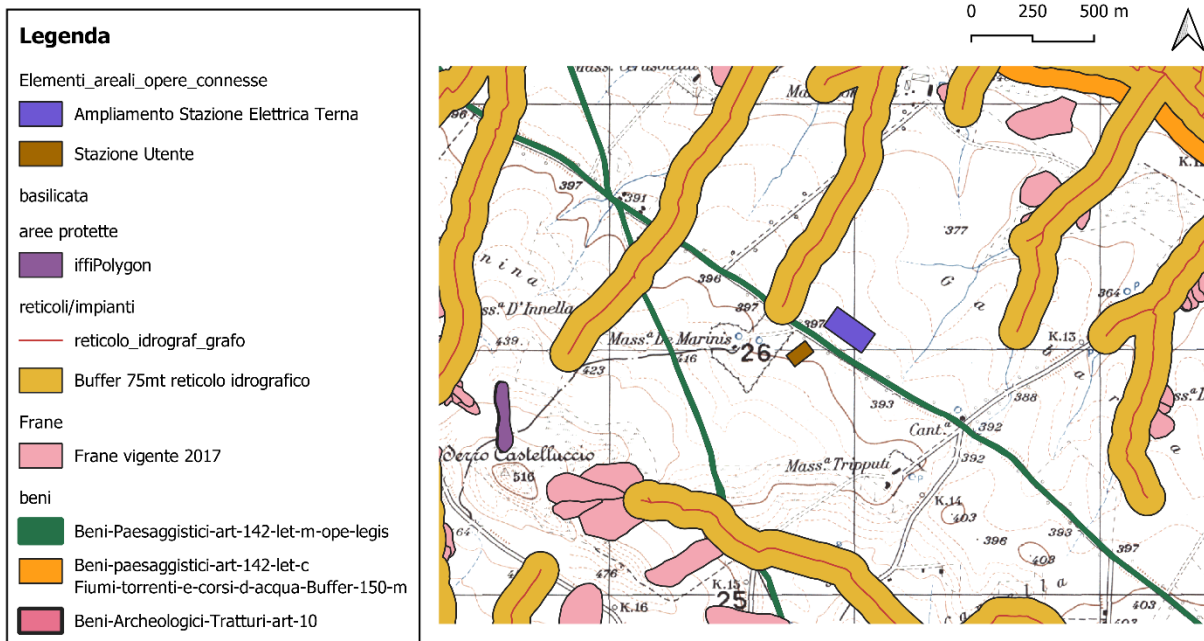 Legenda
Elementi_areali_opere_connesse
Ampliamento Stazione Elettrica Terna
Stazione Utente
basilicata
aree protette
iffiPolygon
reticoli/impianti
reticolo_idrograf_grafo
Buffer 75mt reticolo idrografico
Frane
Frane vigente 2017
beni
Beni-Paesaggistici-art-142-let-m-ope-legis
Beni-paesaggistici-art-142-let-c
Fiumi-torrenti-e-corsi-d-acqua-Buffer-150-m
Beni-Archeologici-Tratturi-art-10
0 250 500 m
397
391
377
396
397
397
364
Mass.ª D'Innella
439
Mass.ª De Marinis
26
416
423
K.13
393
388
Cant.ª
392
392
Castelluccio
516
Mass.ª Tripputi
K.14
403
396
408
393
397
476
K.15
25
K.16
403